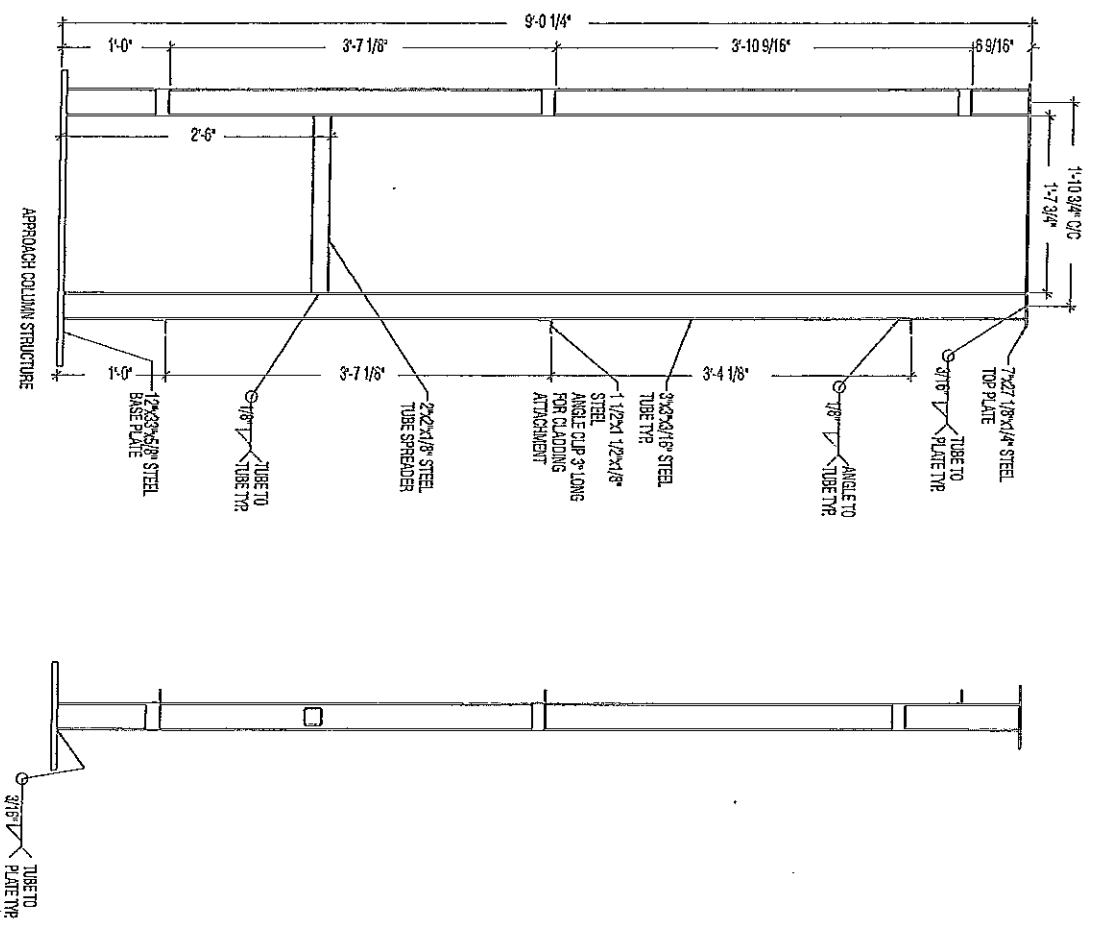 9'-0 1/4"
1'-0"
3'-7 1/8"
3'-10 9/16"
6 9/16"
1'-10 3/4" C/C
1'-7 3/4"
2'-6"
7"x27 1/8"x1/4" STEEL
TOP PLATE
3/16"
TUBE TO
PLATE TYP.
1/8"
ANGLE TO
TUBE TYP.
3"x2"x3/16" STEEL
TUBE TYP.
1 1/2"x1 1/2"x1/8"
STEEL
ANGLE CLIP 3" LONG
FOR CLADDING
ATTACHMENT
2"x2"x1/8" STEEL
TUBE SPREADER
1/8"
TUBE TO
TUBE TYP.
12"x33"x5/8" STEEL
BASE PLATE
1'-0"
3'-7 1/8"
3'-4 1/8"
APPROACH COLUMN STRUCTURE
3/16"
TUBE TO
PLATE TYP.